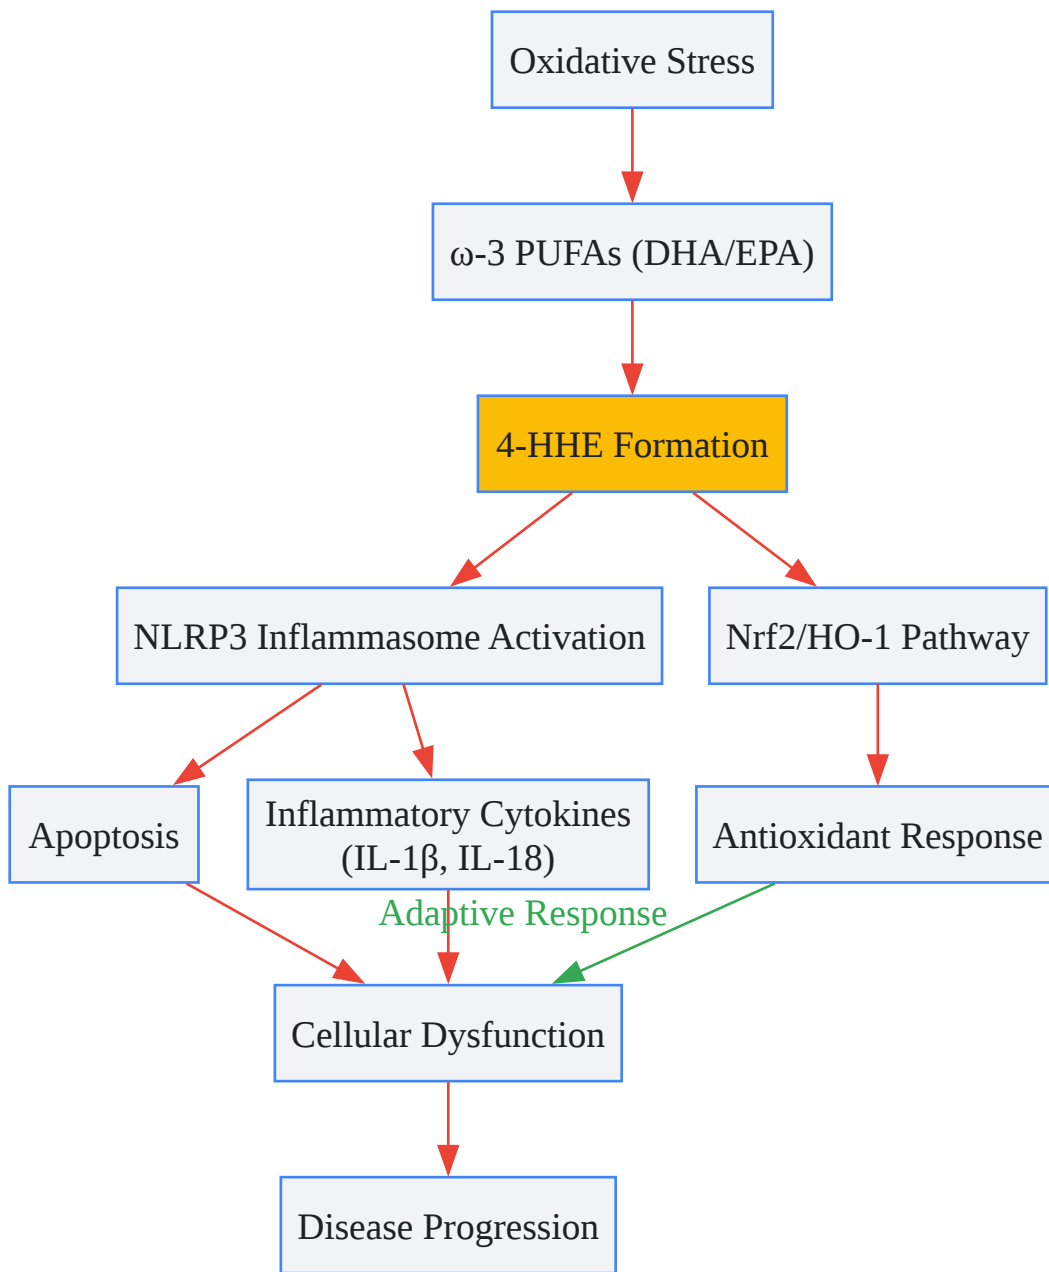 Oxidative Stress
ω-3 PUFAs (DHA/EPA)
4-HHE Formation
NLRP3 Inflammasome Activation
Nrf2/HO-1 Pathway
Apoptosis
Inflammatory Cytokines
(IL-1β, IL-18)
Antioxidant Response
Adaptive Response
Cellular Dysfunction
Disease Progression